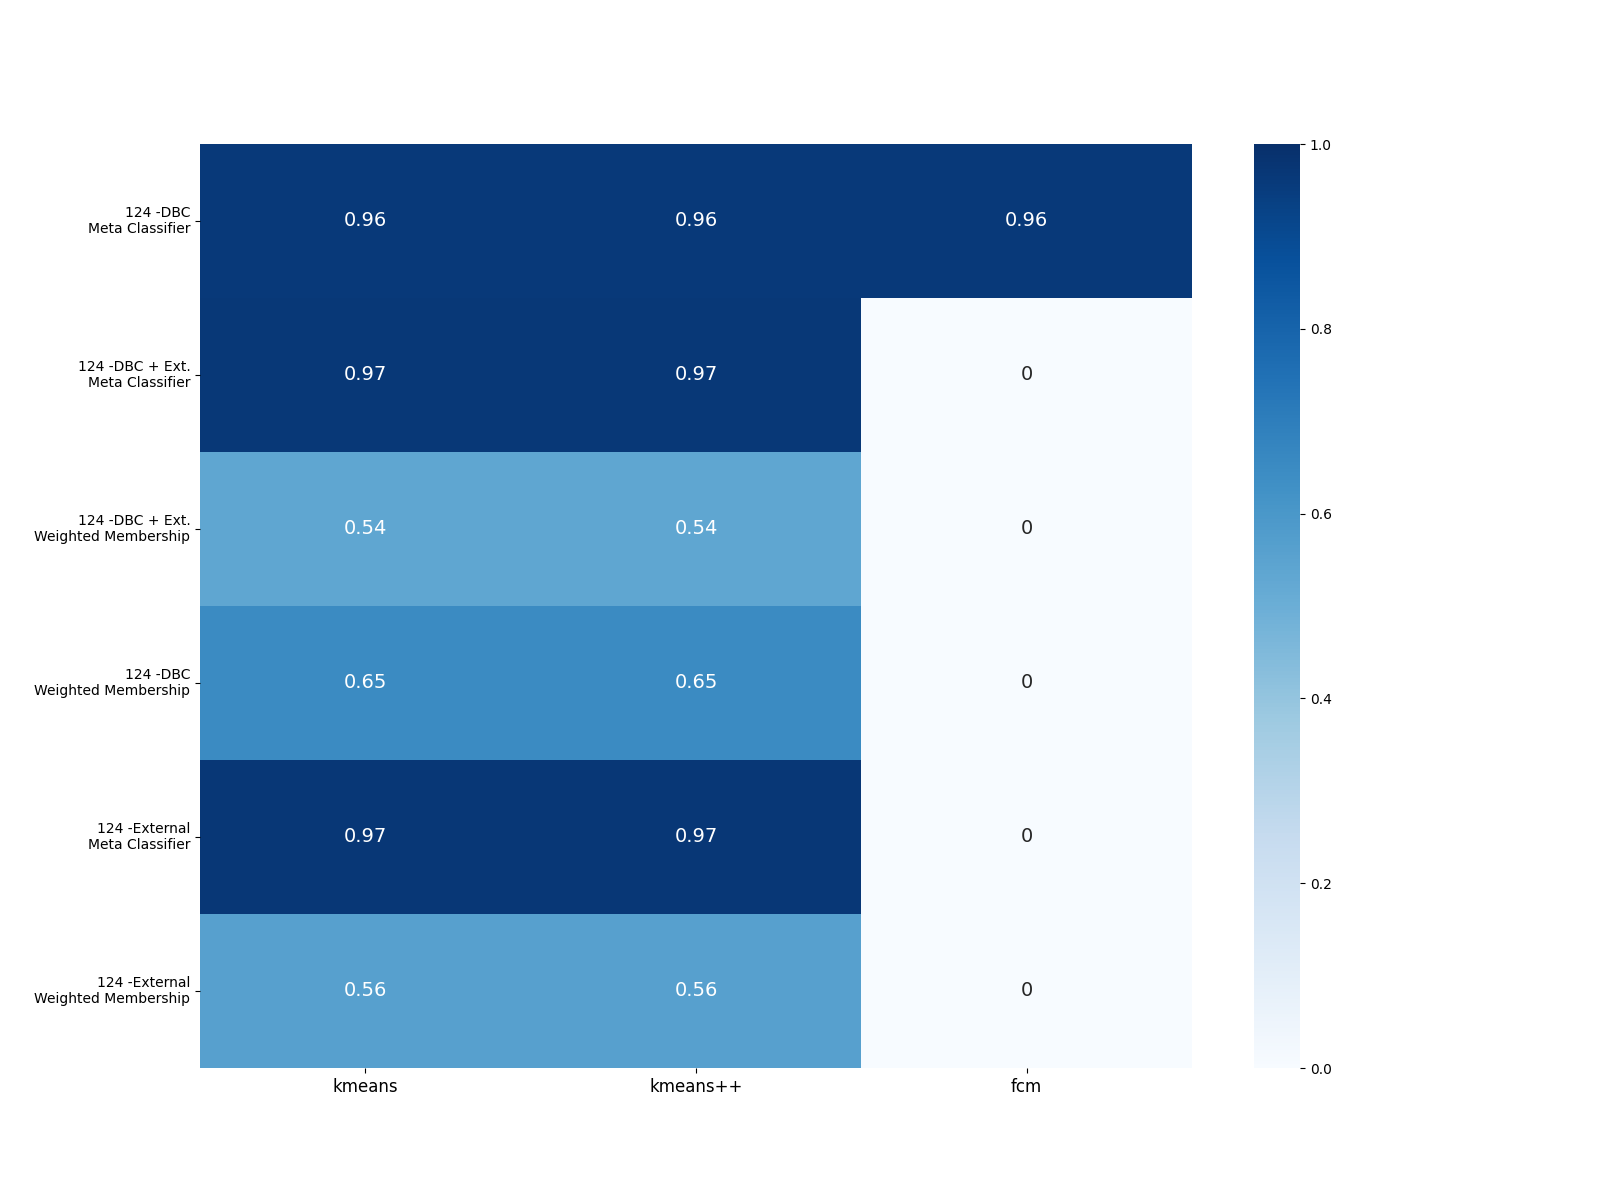 124 -DBC
Meta Classifier
0.96 0.96 0.96
124 -DBC + Ext.
Meta Classifier
0.97 0.97 0
124 -DBC + Ext.
Weighted Membership
0.54 0.54 0
124 -DBC
Weighted Membership
0.65 0.65 0
124 -External
Meta Classifier
0.97 0.97 0
124 -External
Weighted Membership
0.56 0.56 0
kmeans kmeans++ fcm
1.0
0.8
0.6
0.4
0.2
0.0